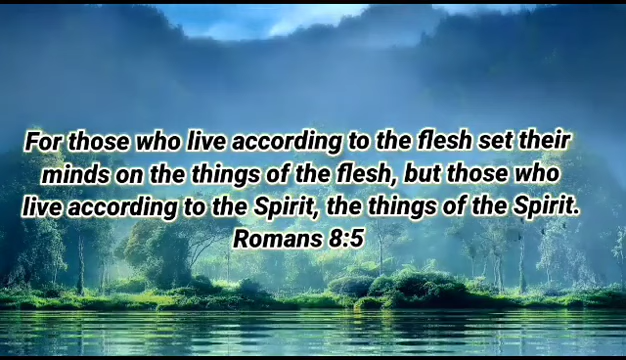 For those who live according to the flesh set their
minds on the things of the flesh, but those who
live according to the Spirit, the things of the Spirit.
Romans 8:5